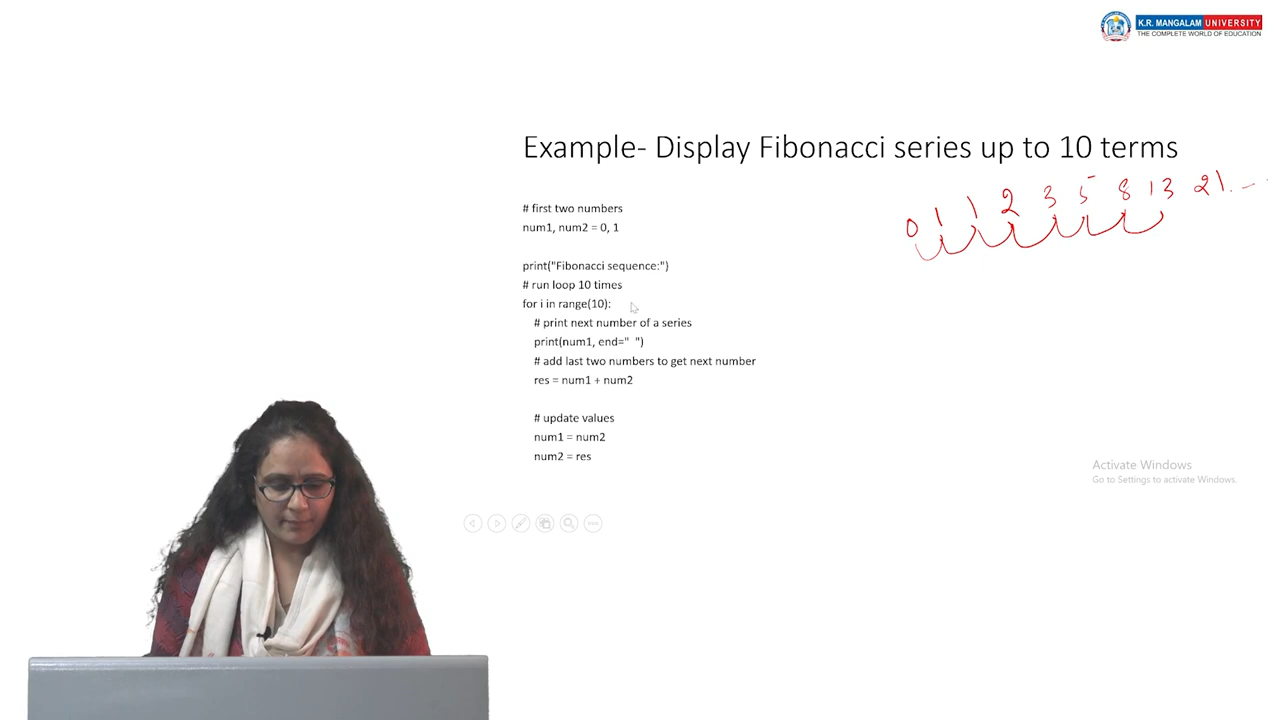 K.R. MANGALAM UNIVERSITY
THE COMPLETE WORLD OF EDUCATION
Example- Display Fibonacci series up to 10 terms
0 1 1 2 3 5 8 13 21 . --
# first two numbers
num1, num2 = 0, 1
print("Fibonacci sequence:")
# run loop 10 times
for i in range(10):
# print next number of a series
print(num1, end="  ")
# add last two numbers to get next number
res = num1 + num2
# update values
num1 = num2
num2 = res
Activate Windows
Go to Settings to activate Windows.